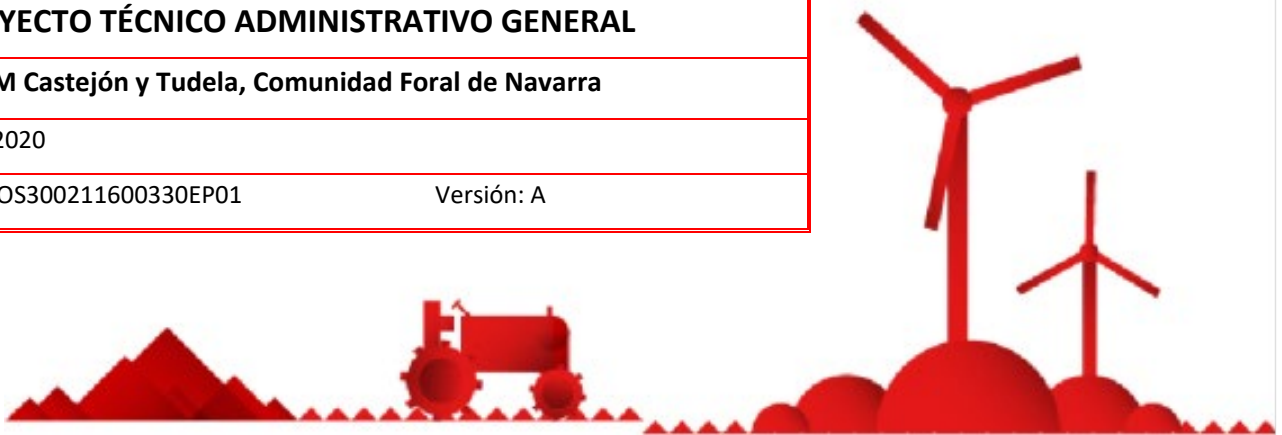 YECTO TÉCNICO ADMINISTRATIVO GENERAL
M Castejón y Tudela, Comunidad Foral de Navarra
2020
OS300211600330EP01 Versión: A